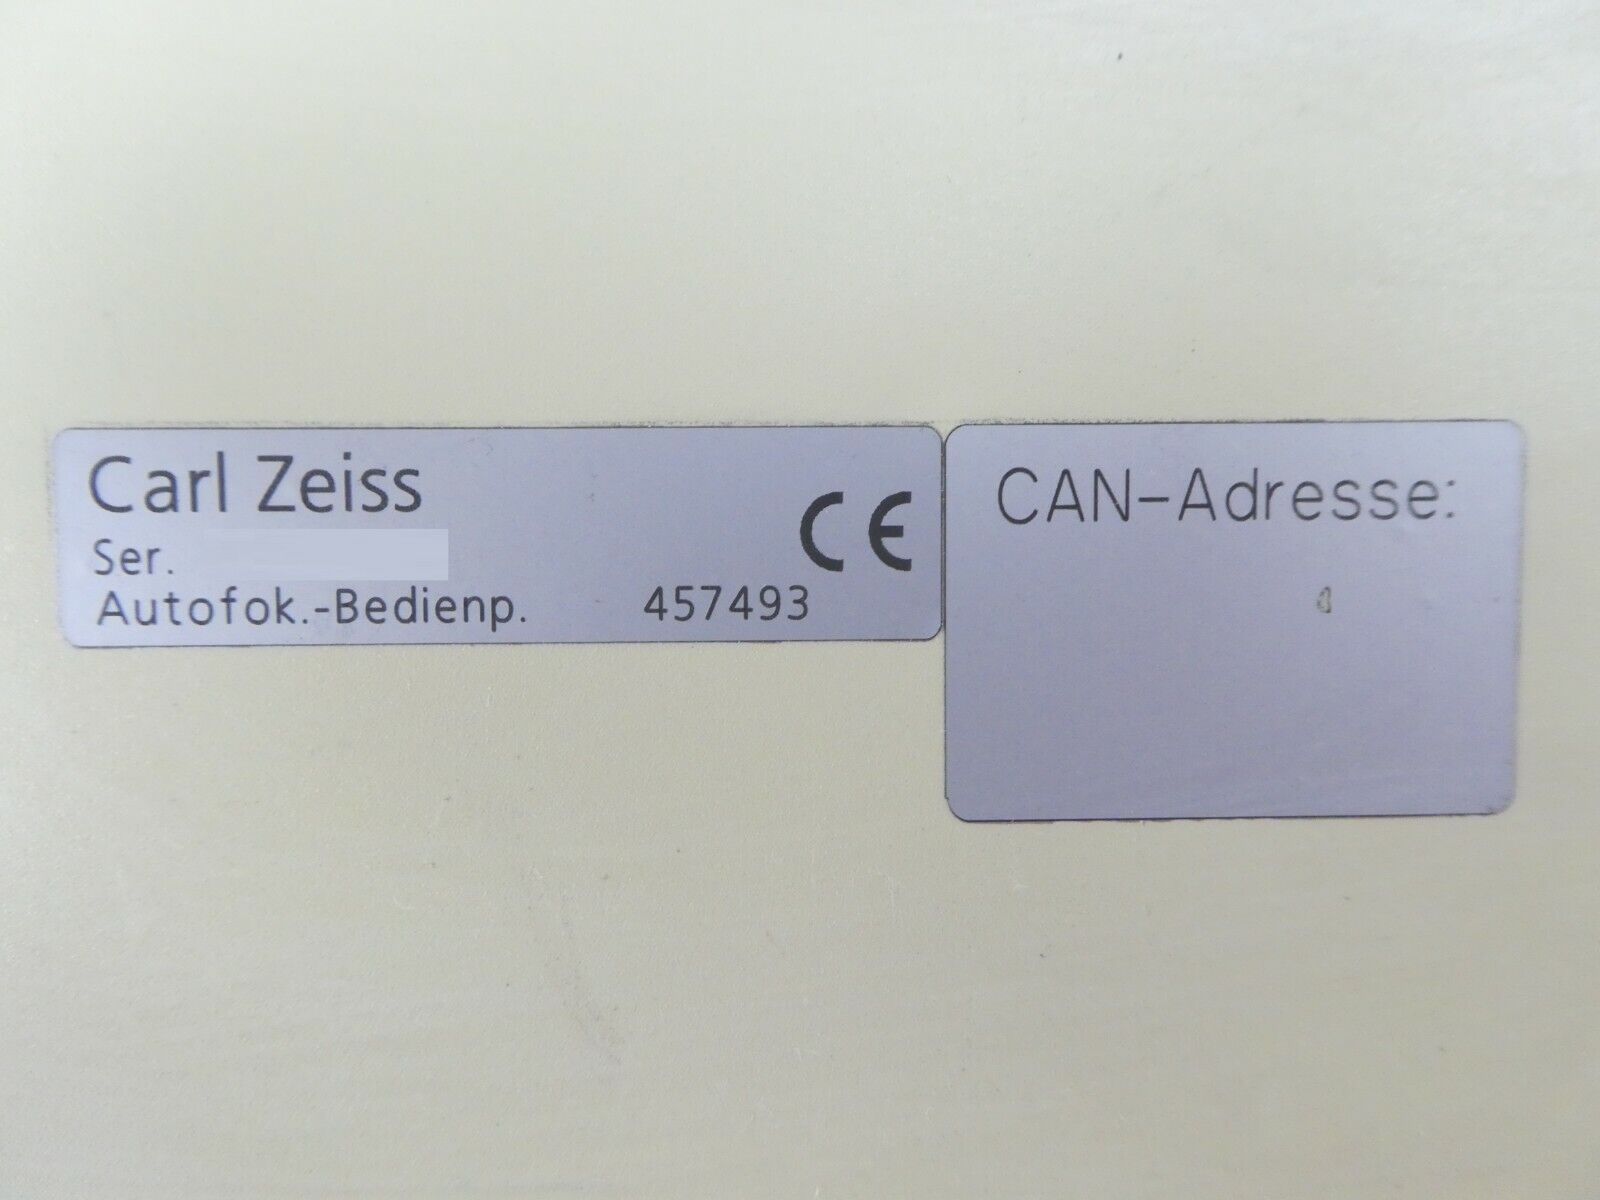 Carl Zeiss
Ser.
Autofok.-Bedienp. 457493
CE
CAN-Adresse: